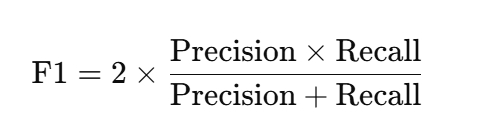 F1 = 2 × Precision × Recall
Precision + Recall